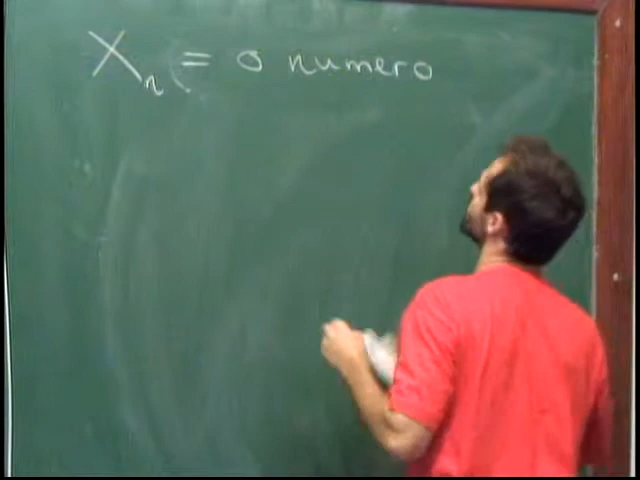 Xn = o numero